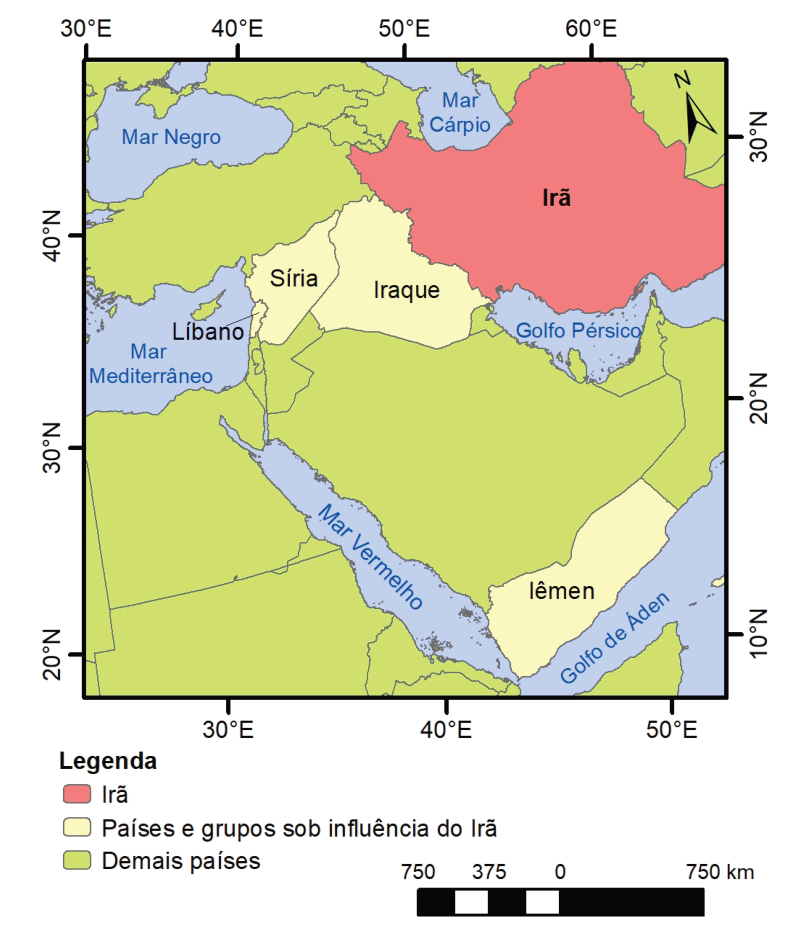 30°E 40°E 50°E 60°E
N
Mar
Cárpio
Mar Negro
30°N
Irã
40°N
Síria
Iraque
Líbano
Golfo Pérsico
Mar
Mediterrâneo
20°N
30°N
Mar Vermelho
Iêmen
Golfo de Áden
10°N
20°N
30°E 40°E 50°E
Legenda
Irã
Países e grupos sob influência do Irã
Demais países
750 375 0 750 km